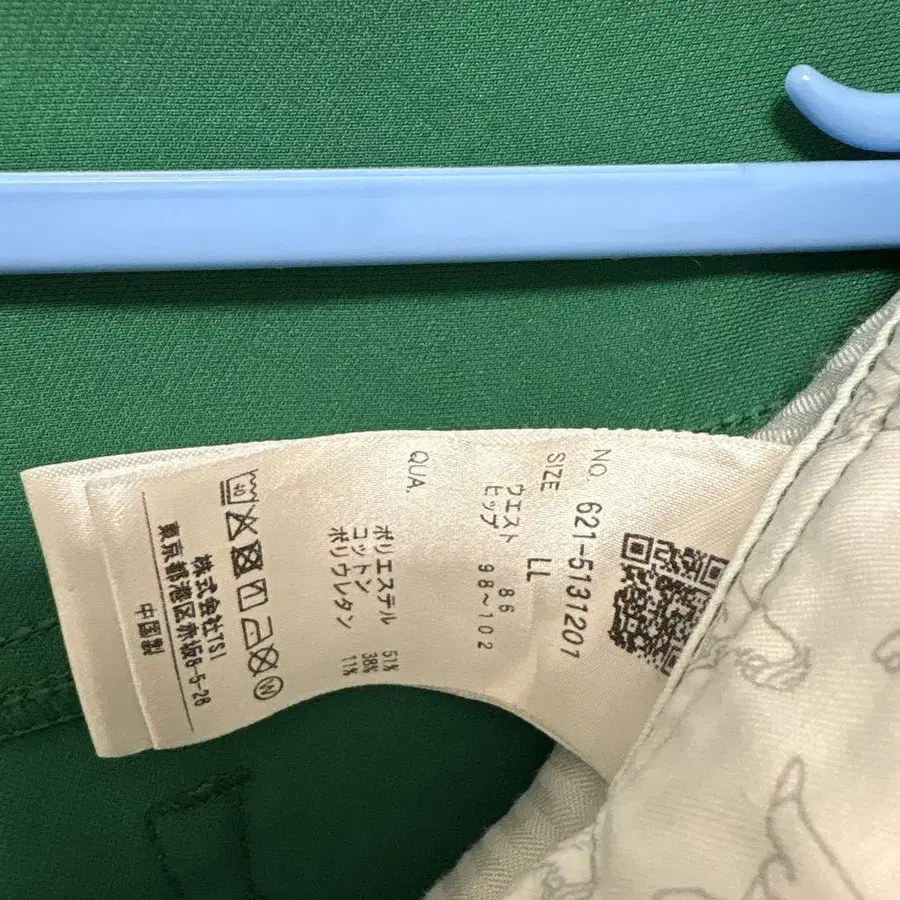 NO. 621-5131201
SIZE LL
ウエスト 86
ヒップ 98~102
QUA.
ポリエステル 51%
コットン 38%
ポリウレタン 11%
40
W
株式会社TSI
東京都港区赤坂8-5-28
中国製